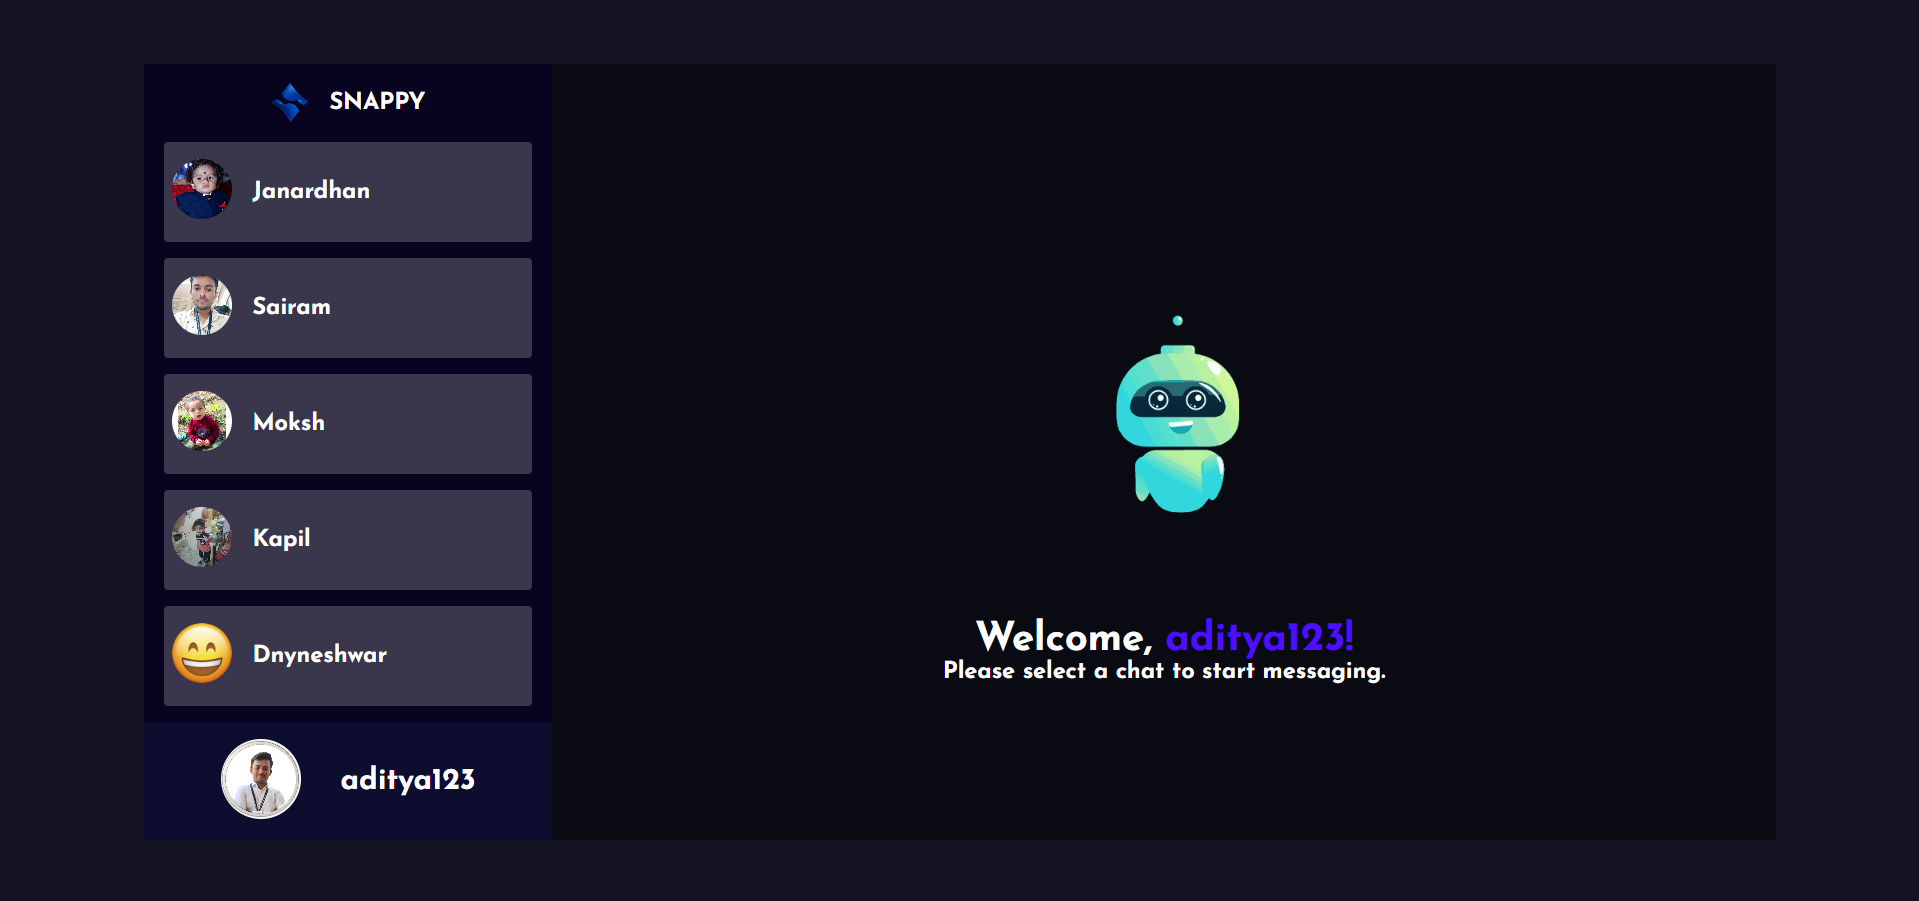 SNAPPY
Janardhan
Sairam
Moksh
Kapil
Dnyneshwar
aditya123
Welcome, aditya123!
Please select a chat to start messaging.